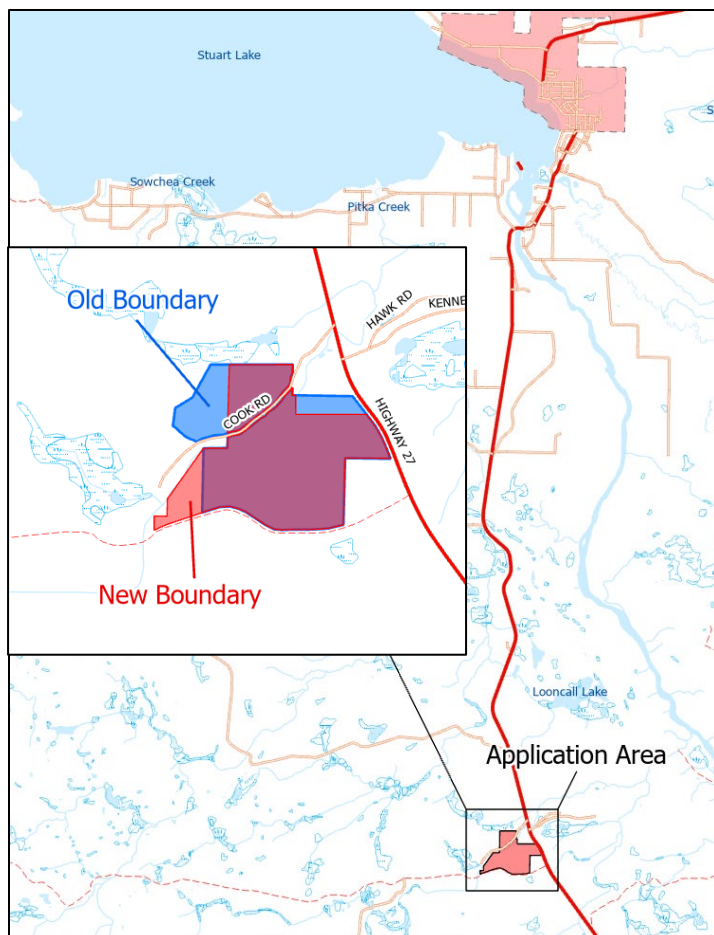 Stuart Lake
S
Sowchea Creek
Pitka Creek
Old Boundary
HAWK RD
KENNE
COOK RD
HIGHWAY 27
New Boundary
Looncall Lake
Application Area